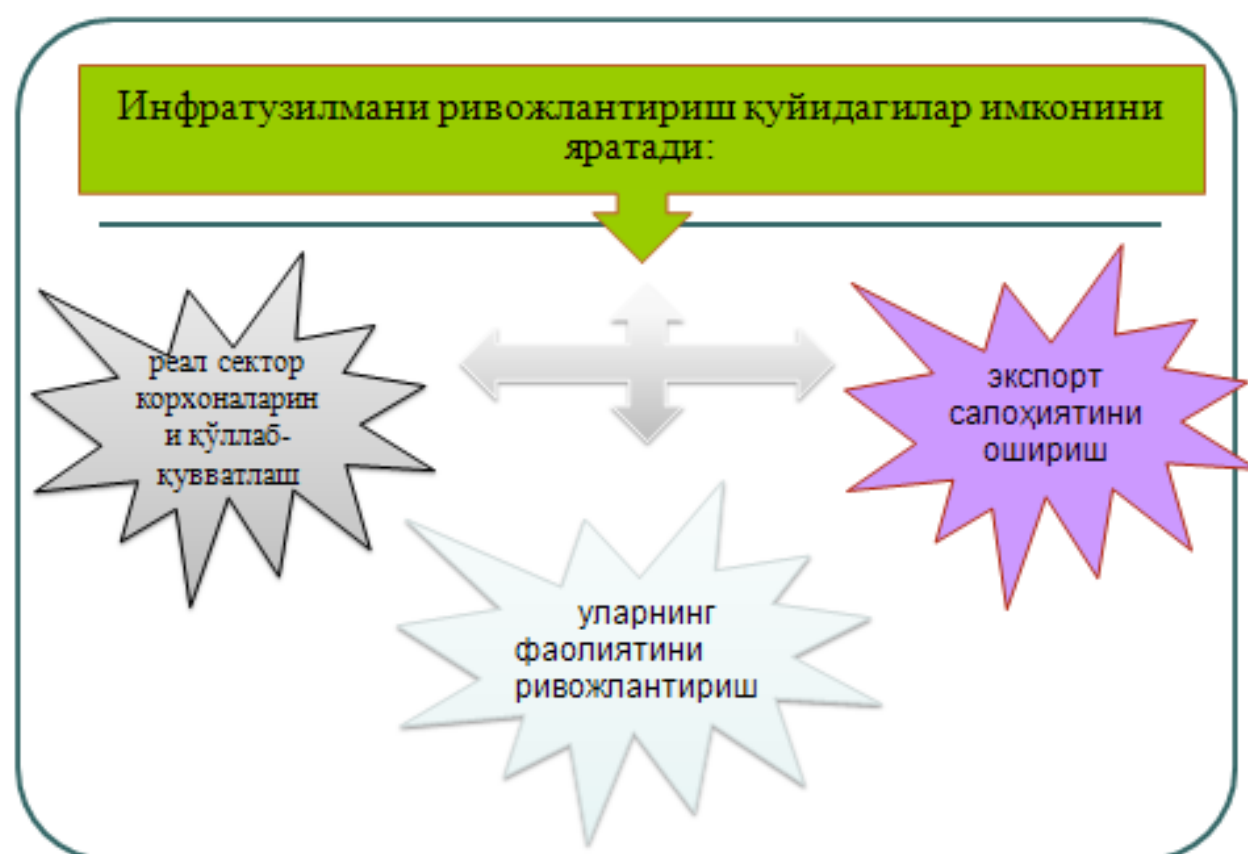 Инфратузилмани ривожлантириш қуйидагилар имконини
яратади:
реал сектор
корхоналарин
и қўллаб-
қувватлаш
экспорт
салоҳиятини
ошириш
уларнинг
фаолиятини
ривожлантириш